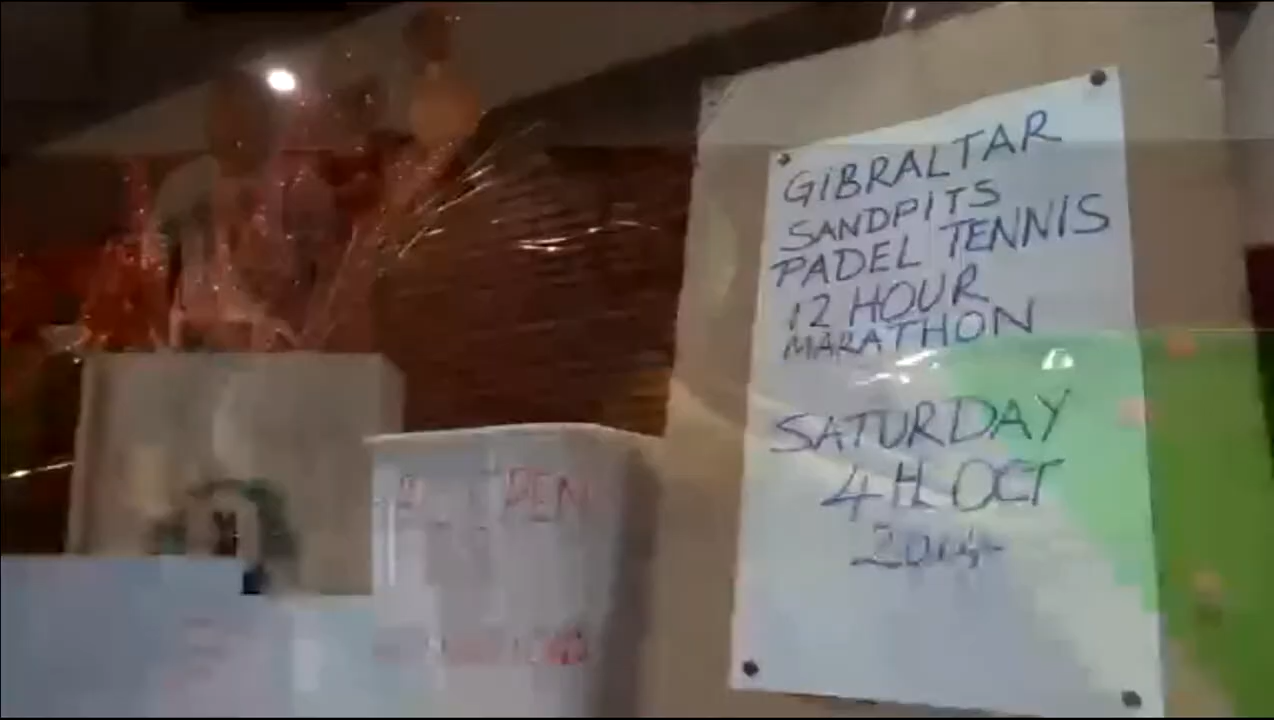 GIBRALTAR
SANDPITS
PADEL TENNIS
12 HOUR
MARATHON
SATURDAY
4TH OCT
2014